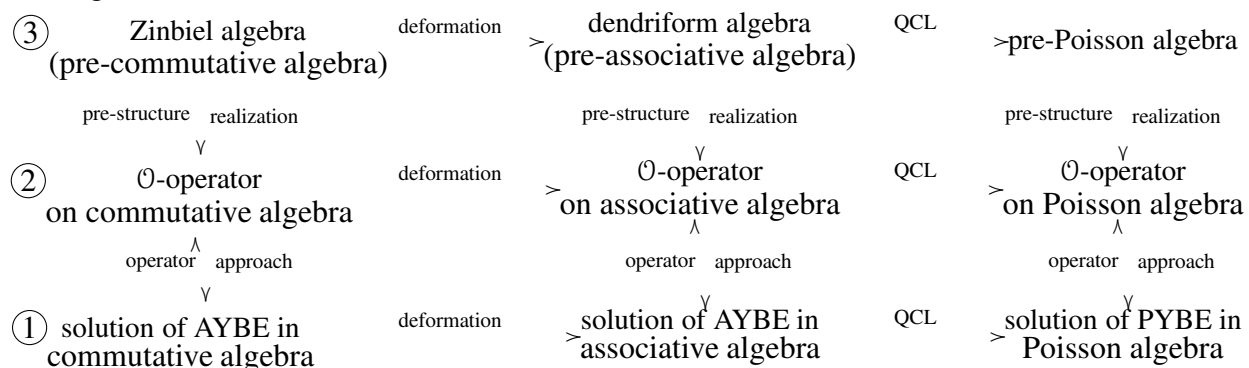 ③ Zinbiel algebra deformation dendriform algebra QCL pre-Poisson algebra
(pre-commutative algebra) (pre-associative algebra)
pre-structure realization pre-structure realization pre-structure realization
② O-operator deformation O-operator QCL O-operator
on commutative algebra on associative algebra on Poisson algebra
operator approach operator approach operator approach
① solution of AYBE in deformation solution of AYBE in QCL solution of PYBE in
commutative algebra associative algebra Poisson algebra